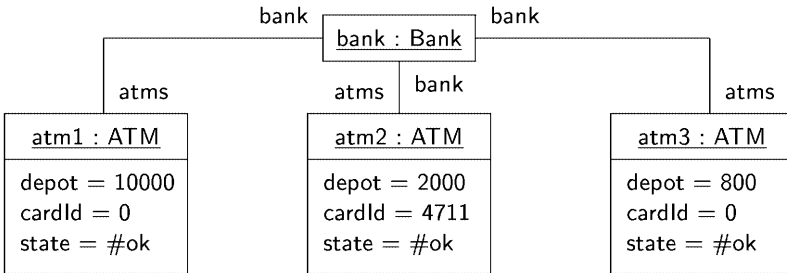 bank
bank
bank : Bank
bank
atms
atms
atms
atm1 : ATM
depot = 10000
cardId = 0
state = #ok
atm2 : ATM
depot = 2000
cardId = 4711
state = #ok
atm3 : ATM
depot = 800
cardId = 0
state = #ok